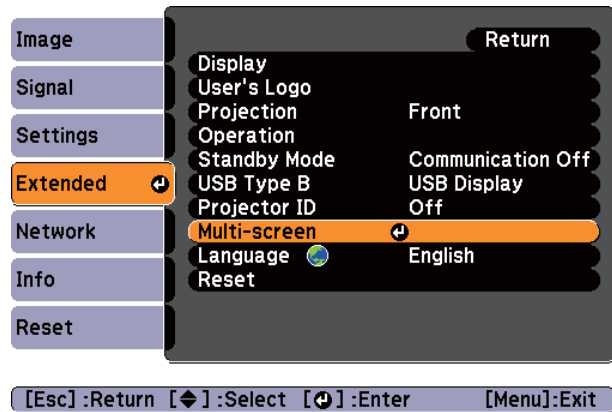 Image
Signal
Settings
Extended
Network
Info
Reset
Return
Display
User's Logo
Projection Front
Operation
Standby Mode Communication Off
USB Type B USB Display
Projector ID Off
Multi-screen
Language English
Reset
[Esc] :Return [ ] :Select [ ] :Enter [Menu]:Exit